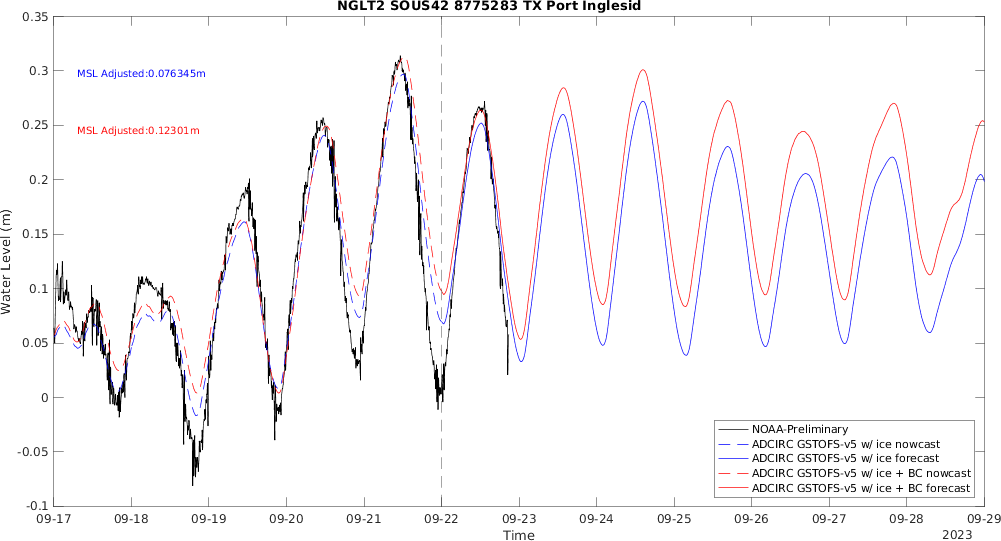 NGLT2 SOUS42 8775283 TX Port Inglesid
0.35
0.3
0.25
0.2
0.15
0.1
0.05
0
-0.05
-0.1
Water Level (m)
MSL Adjusted:0.076345m
MSL Adjusted:0.12301m
NOAA-Preliminary
ADCIRC GSTOFS-v5 w/ ice nowcast
ADCIRC GSTOFS-v5 w/ ice forecast
ADCIRC GSTOFS-v5 w/ ice + BC nowcast
ADCIRC GSTOFS-v5 w/ ice + BC forecast
09-17 09-18 09-19 09-20 09-21 09-22 09-23 09-24 09-25 09-26 09-27 09-28 09-29
Time
2023